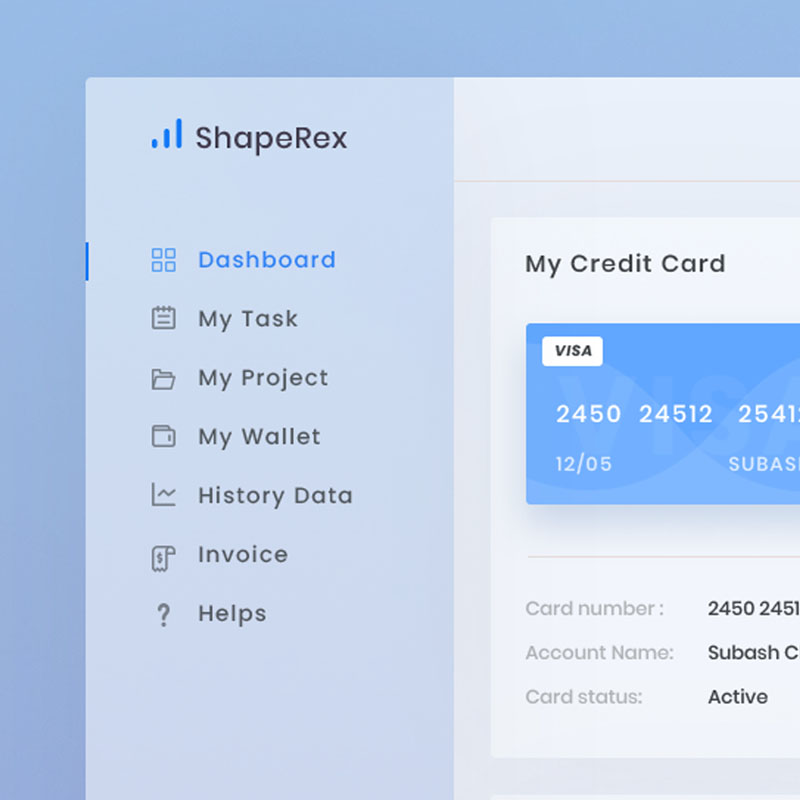 ShapeRex
Dashboard
My Task
My Project
My Wallet
History Data
Invoice
Helps
My Credit Card
VISA
2450 24512 2541
12/05 SUBAS
Card number : 2450 2451
Account Name: Subash C
Card status: Active